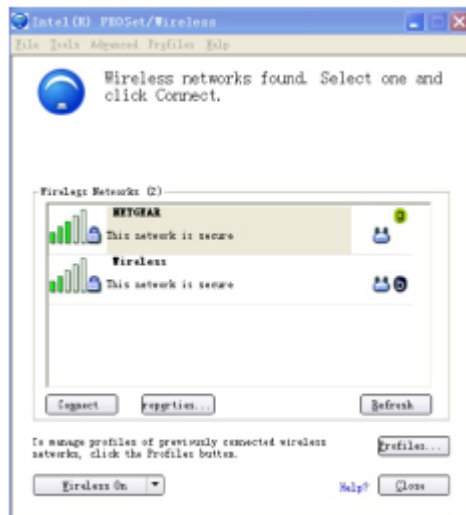 Intel(R) PROSet/Wireless
File Tools Advanced Profiles Help
Wireless networks found. Select one and
click Connect.
Wireless Networks (2)
NETGEAR
This network is secure
g
Wireless
This network is secure
b
Connect Properties... Refresh
To manage profiles of previously connected wireless
networks, click the Profiles button.
Profiles...
Wireless On Help? Close